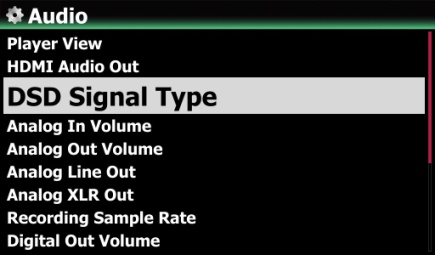 Audio
Player View
HDMI Audio Out
DSD Signal Type
Analog In Volume
Analog Out Volume
Analog Line Out
Analog XLR Out
Recording Sample Rate
Digital Out Volume